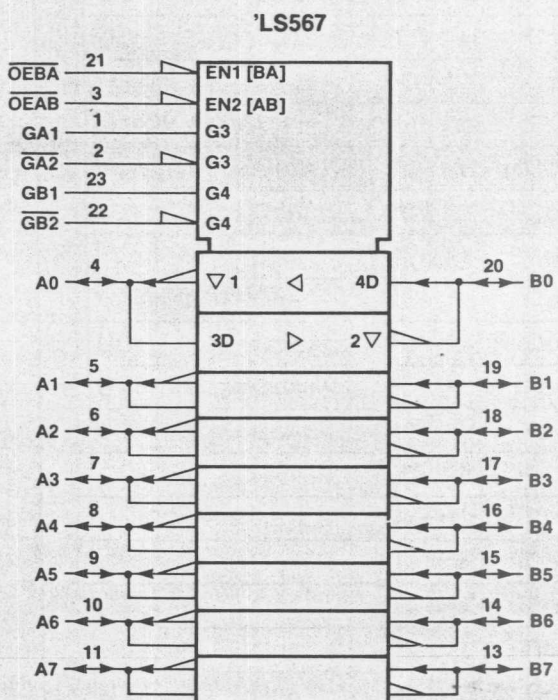 'LS567
OEBA 21 EN1 [BA]
OEAB 3 EN2 [AB]
GA1 1 G3
GA2 2 G3
GB1 23 G4
GB2 22 G4
A0 4 ▽1 ◁ 4D 20 B0
3D ▷ 2▽
A1 5 19 B1
A2 6 18 B2
A3 7 17 B3
A4 8 16 B4
A5 9 15 B5
A6 10 14 B6
A7 11 13 B7